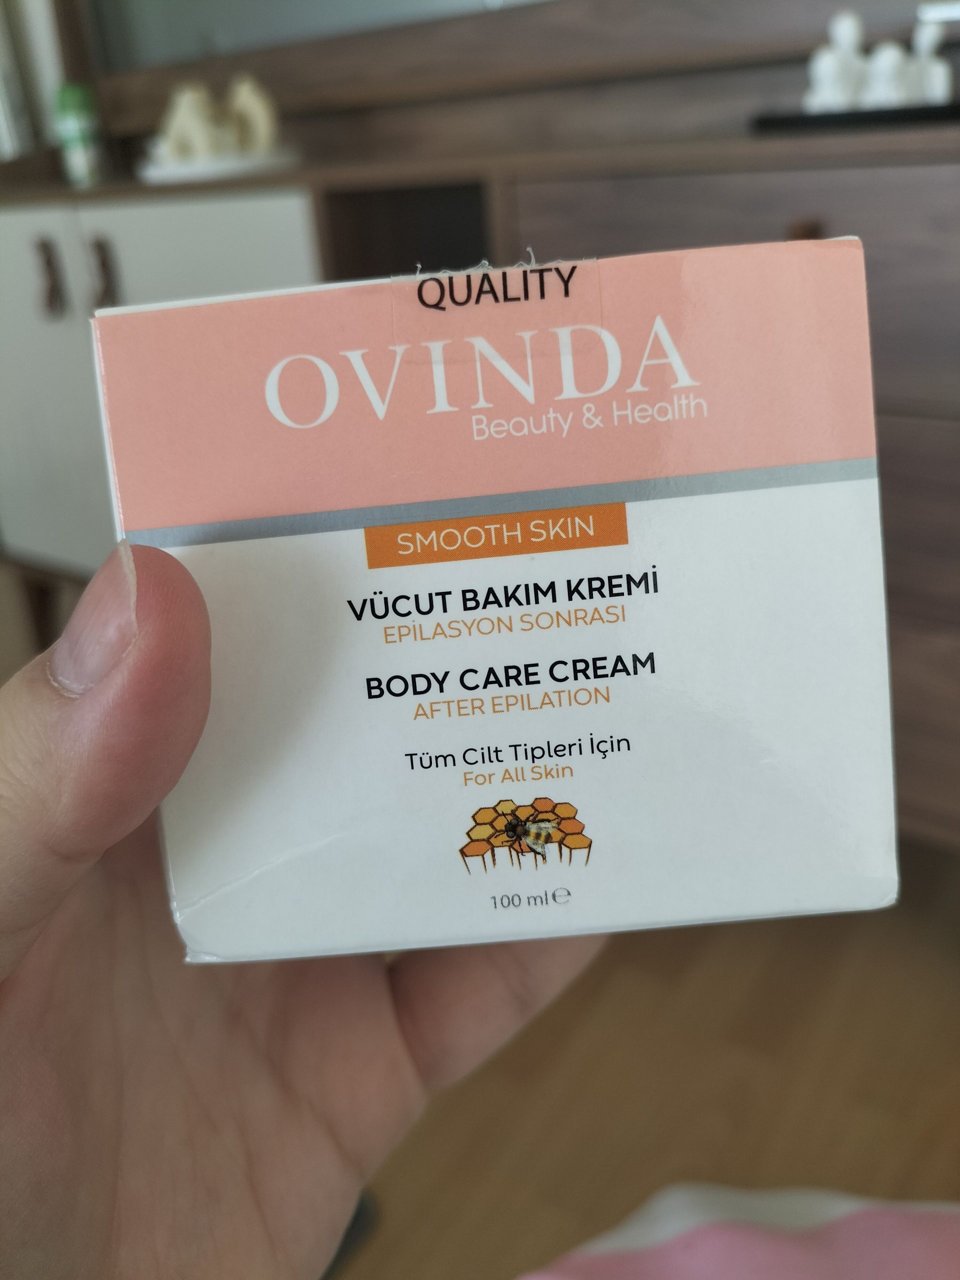 QUALITY
OVINDA
Beauty & Health
SMOOTH SKIN
VÜCUT BAKIM KREMİ
EPİLASYON SONRASI
BODY CARE CREAM
AFTER EPILATION
Tüm Cilt Tipleri İçin
For All Skin
100 ml ℮